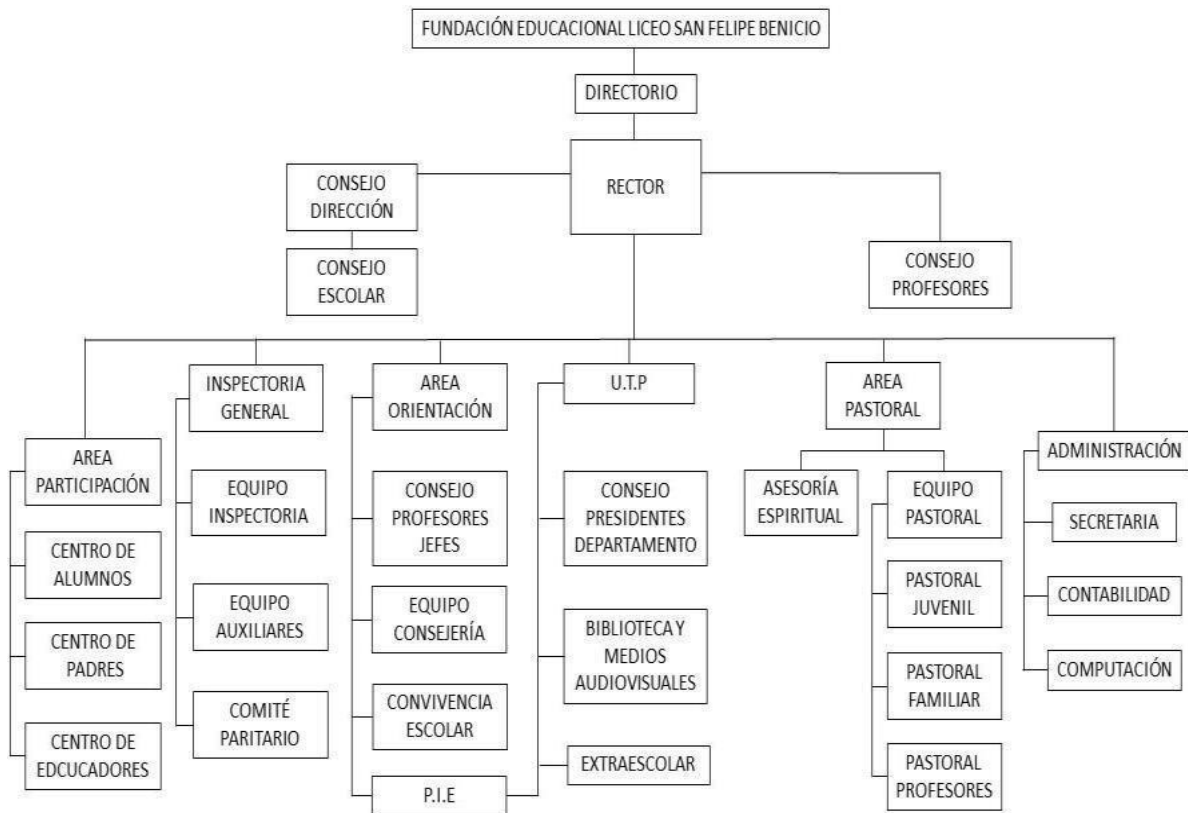 FUNDACIÓN EDUCACIONAL LICEO SAN FELIPE BENICIO
DIRECTORIO
RECTOR
CONSEJO
DIRECCIÓN
CONSEJO
ESCOLAR
CONSEJO
PROFESORES
AREA
PARTICIPACIÓN
CENTRO DE
ALUMNOS
CENTRO DE
PADRES
CENTRO DE
EDCUCADORES
INSPECTORIA
GENERAL
EQUIPO
INSPECTORIA
EQUIPO
AUXILIARES
COMITÉ
PARITARIO
AREA
ORIENTACIÓN
CONSEJO
PROFESORES
JEFES
EQUIPO
CONSEJERÍA
CONVIVENCIA
ESCOLAR
P.I.E
U.T.P
CONSEJO
PRESIDENTES
DEPARTAMENTO
BIBLIOTECA Y
MEDIOS
AUDIOVISUALES
EXTRAESCOLAR
AREA
PASTORAL
ASESORÍA
ESPIRITUAL
EQUIPO
PASTORAL
PASTORAL
JUVENIL
PASTORAL
FAMILIAR
PASTORAL
PROFESORES
ADMINISTRACIÓN
SECRETARIA
CONTABILIDAD
COMPUTACIÓN